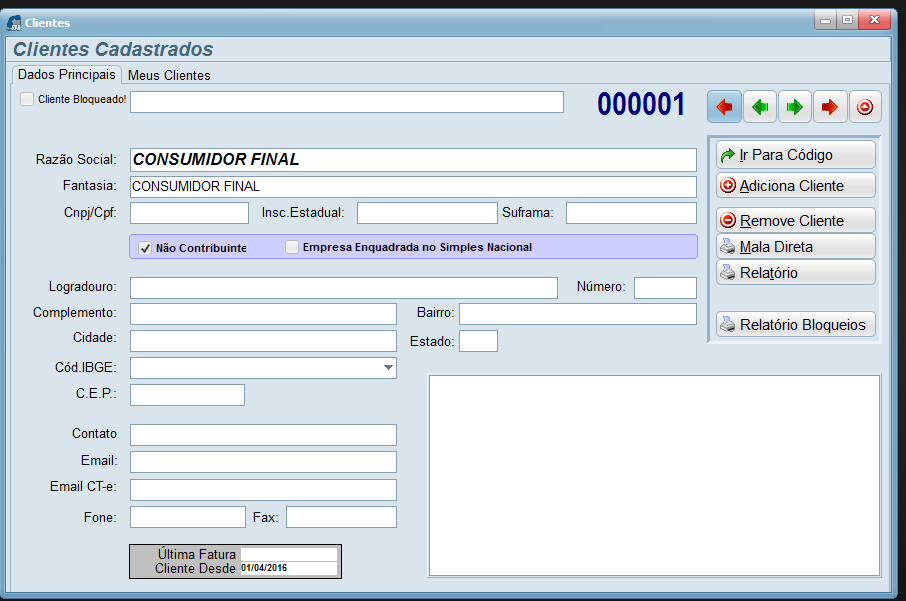 Clientes
Clientes Cadastrados
Dados Principais Meus Clientes
Cliente Bloqueado! 000001
Razão Social: CONSUMIDOR FINAL
Fantasia: CONSUMIDOR FINAL
Cnpj/Cpf: Insc.Estadual: Suframa:
Não Contribuinte Empresa Enquadrada no Simples Nacional
Logradouro: Número:
Complemento: Bairro:
Cidade: Estado:
Cód.IBGE:
C.E.P.:
Contato
Email:
Email CT-e:
Fone: Fax:
Última Fatura
Cliente Desde 01/04/2016
Ir Para Código
Adiciona Cliente
Remove Cliente
Mala Direta
Relatório
Relatório Bloqueios